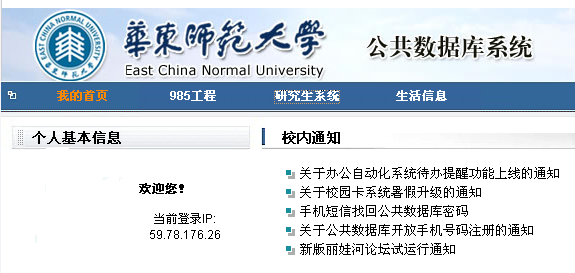 EAST CHINA NORMAL UNIVERSITY
華東師範大學
East China Normal University
公共数据库系统
我的首页 985工程 研究生系统 生活信息
个人基本信息
欢迎您!
当前登录IP:
59.78.176.26
校内通知
关于办公自动化系统待办提醒功能上线的通知
关于校园卡系统暑假升级的通知
手机短信找回公共数据库密码
关于公共数据库开放手机号码注册的通知
新版丽娃河论坛试运行通知